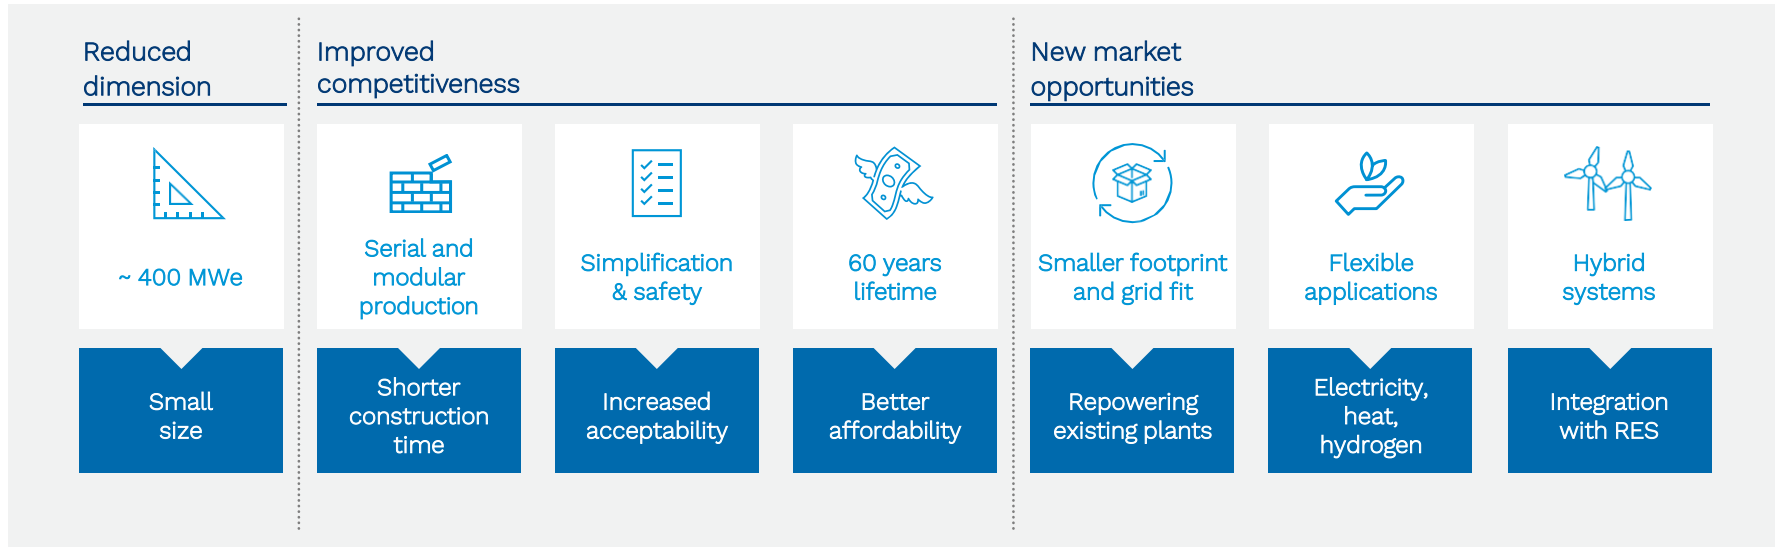 Reduced
dimension
~ 400 MWe
Small
size
Improved
competitiveness
Serial and
modular
production
Shorter
construction
time
Simplification
& safety
Increased
acceptability
60 years
lifetime
Better
affordability
New market
opportunities
Smaller footprint
and grid fit
Repowering
existing plants
Flexible
applications
Electricity,
heat,
hydrogen
Hybrid
systems
Integration
with RES